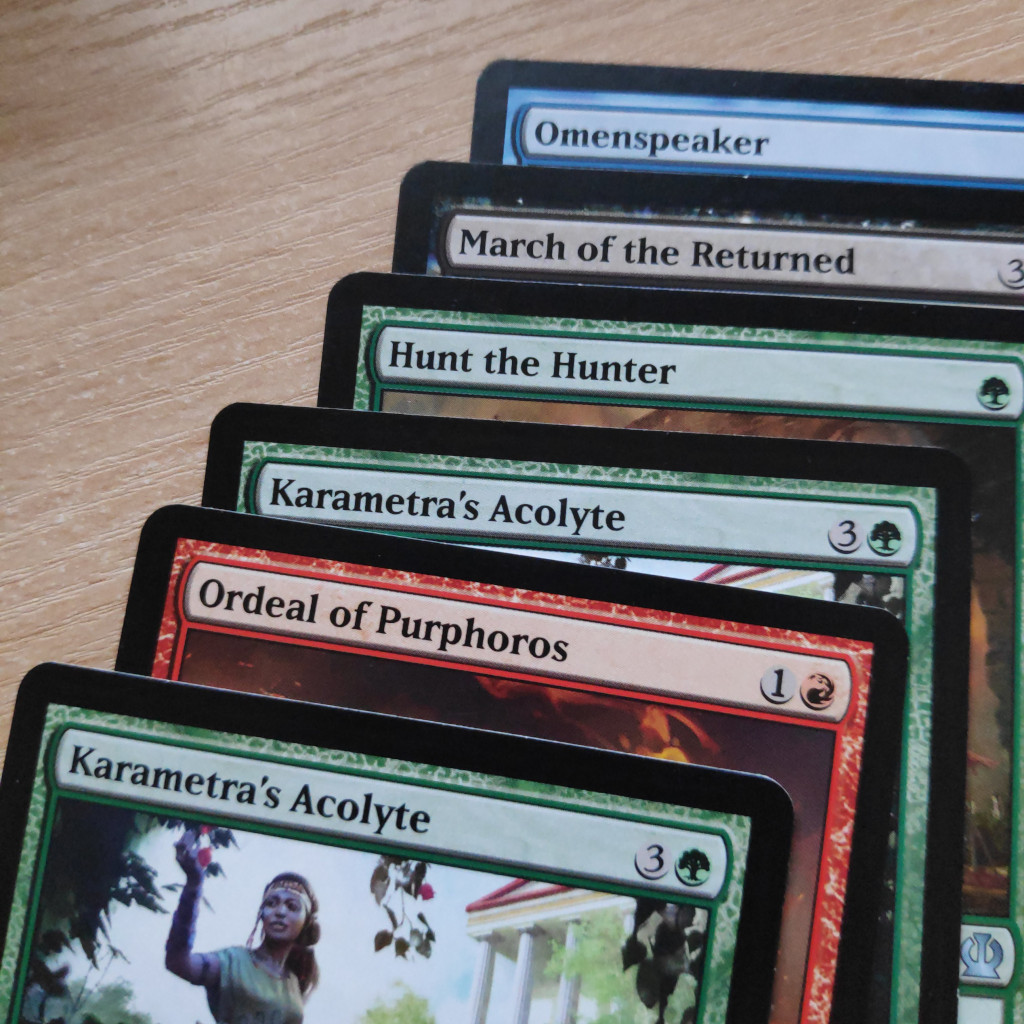 Omenspeaker
March of the Returned 3
Hunt the Hunter
Karametra's Acolyte 3
Ordeal of Purphoros 1
Karametra's Acolyte 3